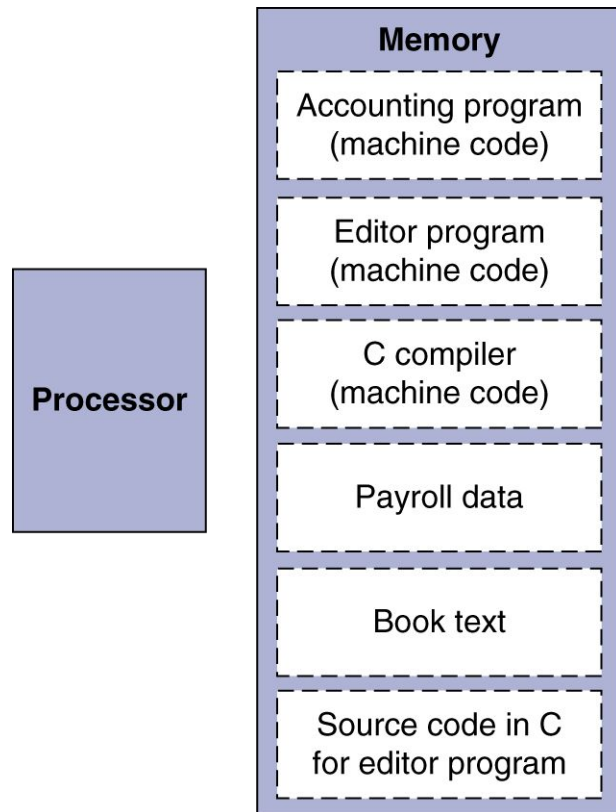 Memory
Accounting program
(machine code)
Editor program
(machine code)
C compiler
(machine code)
Processor
Payroll data
Book text
Source code in C
for editor program